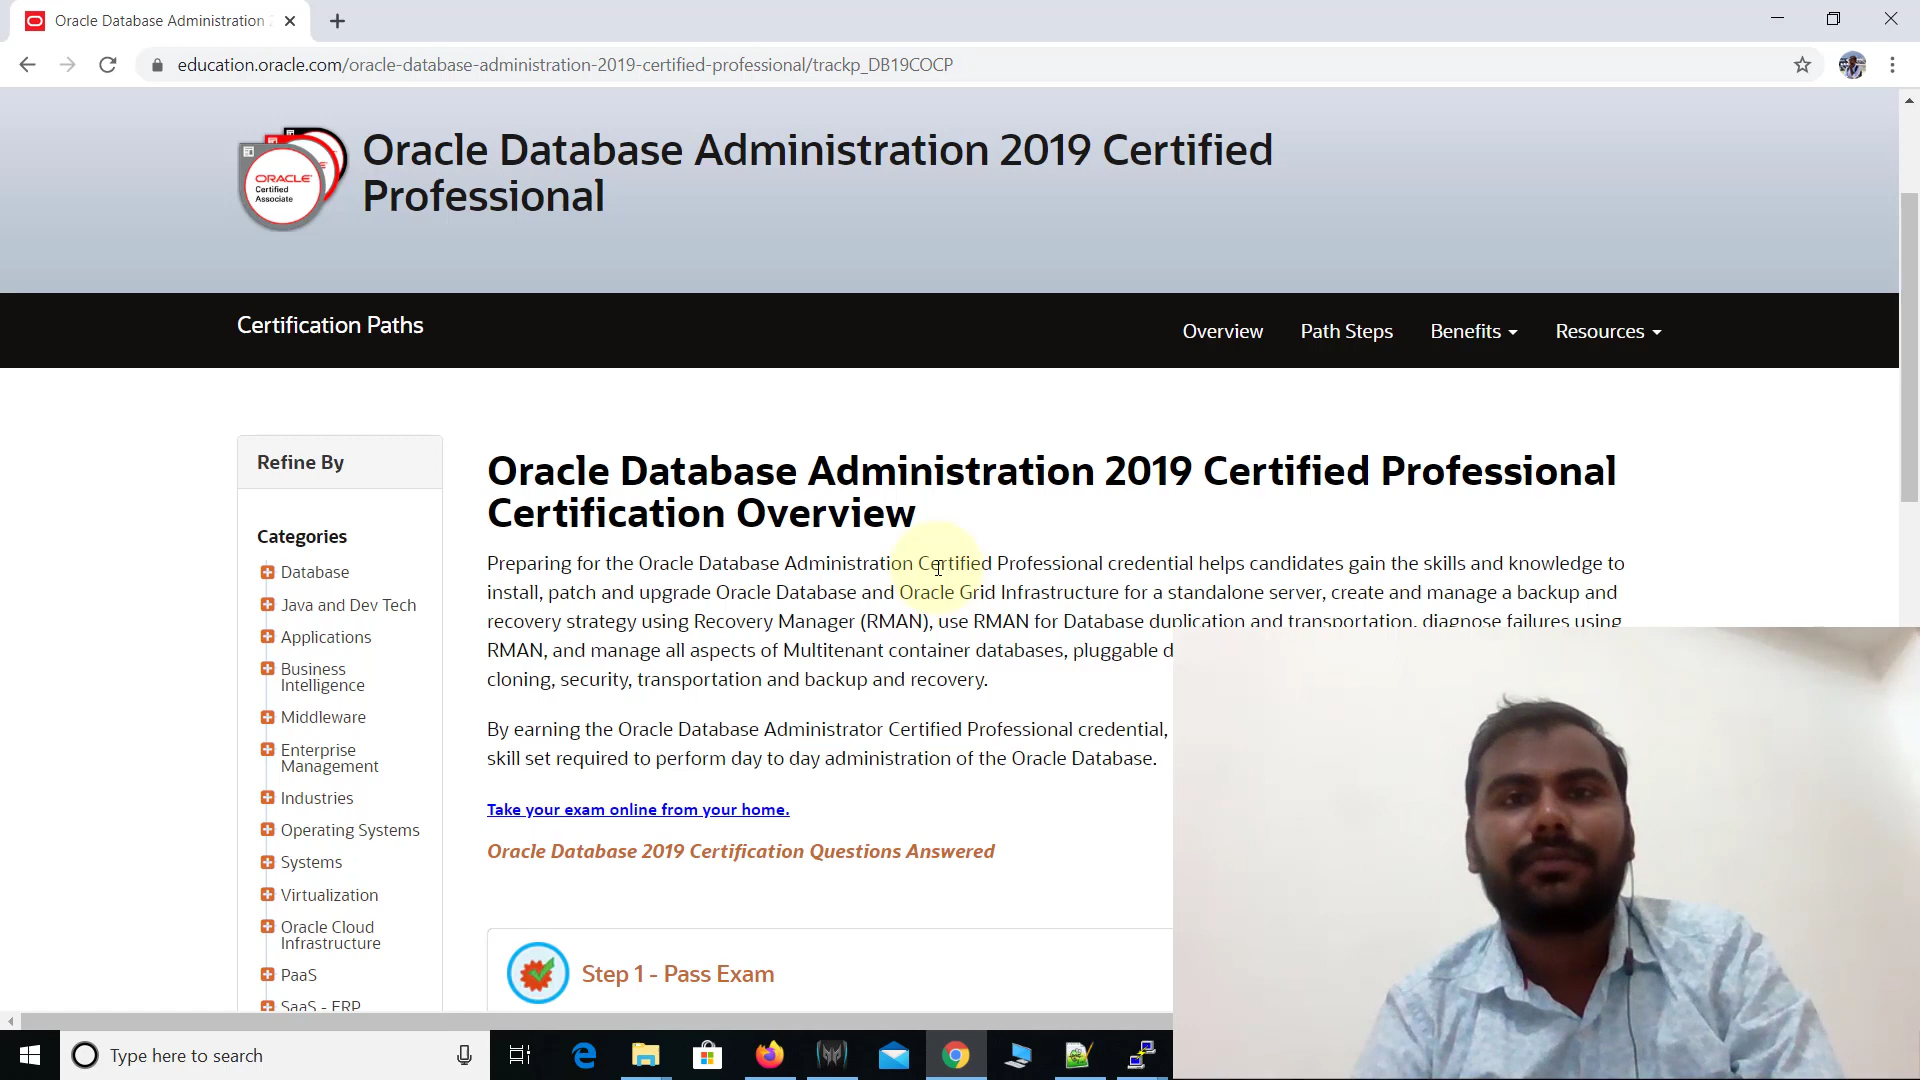 Oracle Database Administration 2
education.oracle.com/oracle-database-administration-2019-certified-professional/trackp_DB19COCP
ORACLE
Certified
Associate
Oracle Database Administration 2019 Certified
Professional
Certification Paths
Overview
Path Steps
Benefits
Resources
Refine By
Categories
Database
Java and Dev Tech
Applications
Business
Intelligence
Middleware
Enterprise
Management
Industries
Operating Systems
Systems
Virtualization
Oracle Cloud
Infrastructure
PaaS
SaaS - ERP
Oracle Database Administration 2019 Certified Professional
Certification Overview
Preparing for the Oracle Database Administration Certified Professional credential helps candidates gain the skills and knowledge to
install, patch and upgrade Oracle Database and Oracle Grid Infrastructure for a standalone server, create and manage a backup and
recovery strategy using Recovery Manager (RMAN), use RMAN for Database duplication and transportation, diagnose failures using
RMAN, and manage all aspects of Multitenant container databases, pluggable d
cloning, security, transportation and backup and recovery.
By earning the Oracle Database Administrator Certified Professional credential,
skill set required to perform day to day administration of the Oracle Database.
Take your exam online from your home.
Oracle Database 2019 Certification Questions Answered
Step 1 - Pass Exam
Type here to search